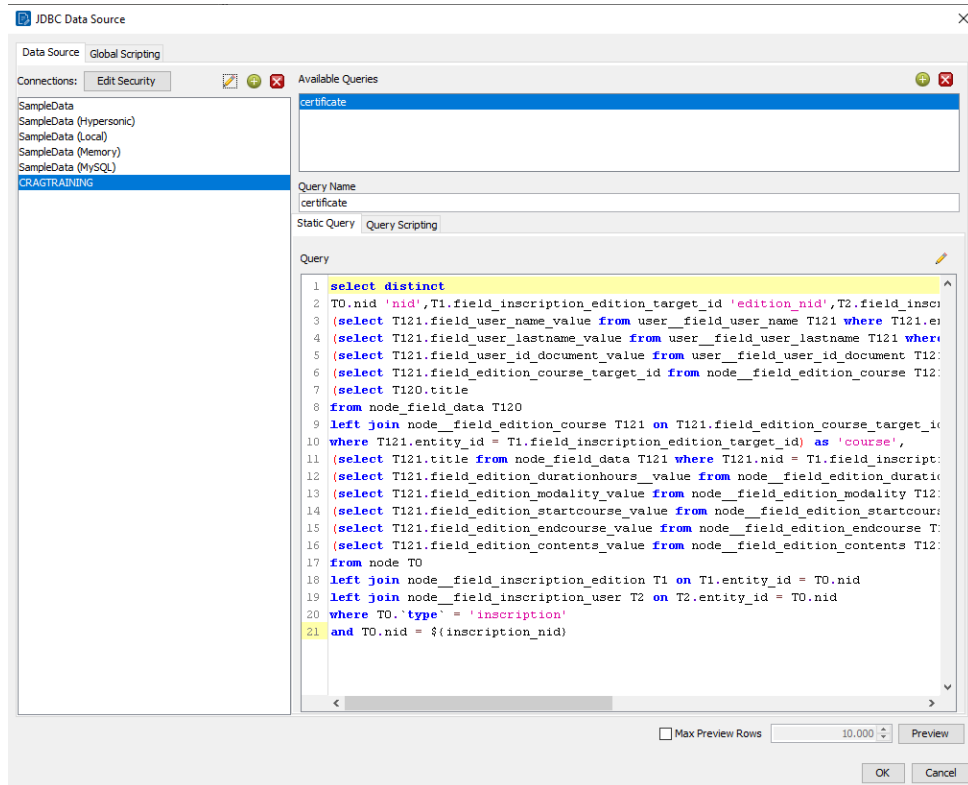 JDBC Data Source
Data Source Global Scripting
Connections: Edit Security
SampleData
SampleData (Hypersonic)
SampleData (Local)
SampleData (Memory)
SampleData (MySQL)
CRAGTRAINING
Available Queries
certificate
Query Name
certificate
Static Query Query Scripting
Query
1 select distinct
2 T0.nid 'nid',T1.field_inscription_edition_target_id 'edition_nid',T2.field_inscr
3 (select T121.field_user_name_value from user__field_user_name T121 where T121.en
4 (select T121.field_user_lastname_value from user__field_user_lastname T121 where
5 (select T121.field_user_id_document_value from user__field_user_id_document T121
6 (select T121.field_edition_course_target_id from node__field_edition_course T121
7 (select T120.title
8 from node_field_data T120
9 left join node__field_edition_course T121 on T121.field_edition_course_target_id
10 where T121.entity_id = T1.field_inscription_edition_target_id) as 'course',
11 (select T121.title from node_field_data T121 where T121.nid = T1.field_inscripti
12 (select T121.field_edition_durationhours__value from node__field_edition_duratio
13 (select T121.field_edition_modality_value from node__field_edition_modality T121
14 (select T121.field_edition_startcourse_value from node__field_edition_startcours
15 (select T121.field_edition_endcourse_value from node__field_edition_endcourse T1
16 (select T121.field_edition_contents_value from node__field_edition_contents T121
17 from node T0
18 left join node__field_inscription_edition T1 on T1.entity_id = T0.nid
19 left join node__field_inscription_user T2 on T2.entity_id = T0.nid
20 where T0.`type` = 'inscription'
21 and T0.nid = ${inscription_nid}
Max Preview Rows 10.000 Preview
OK Cancel